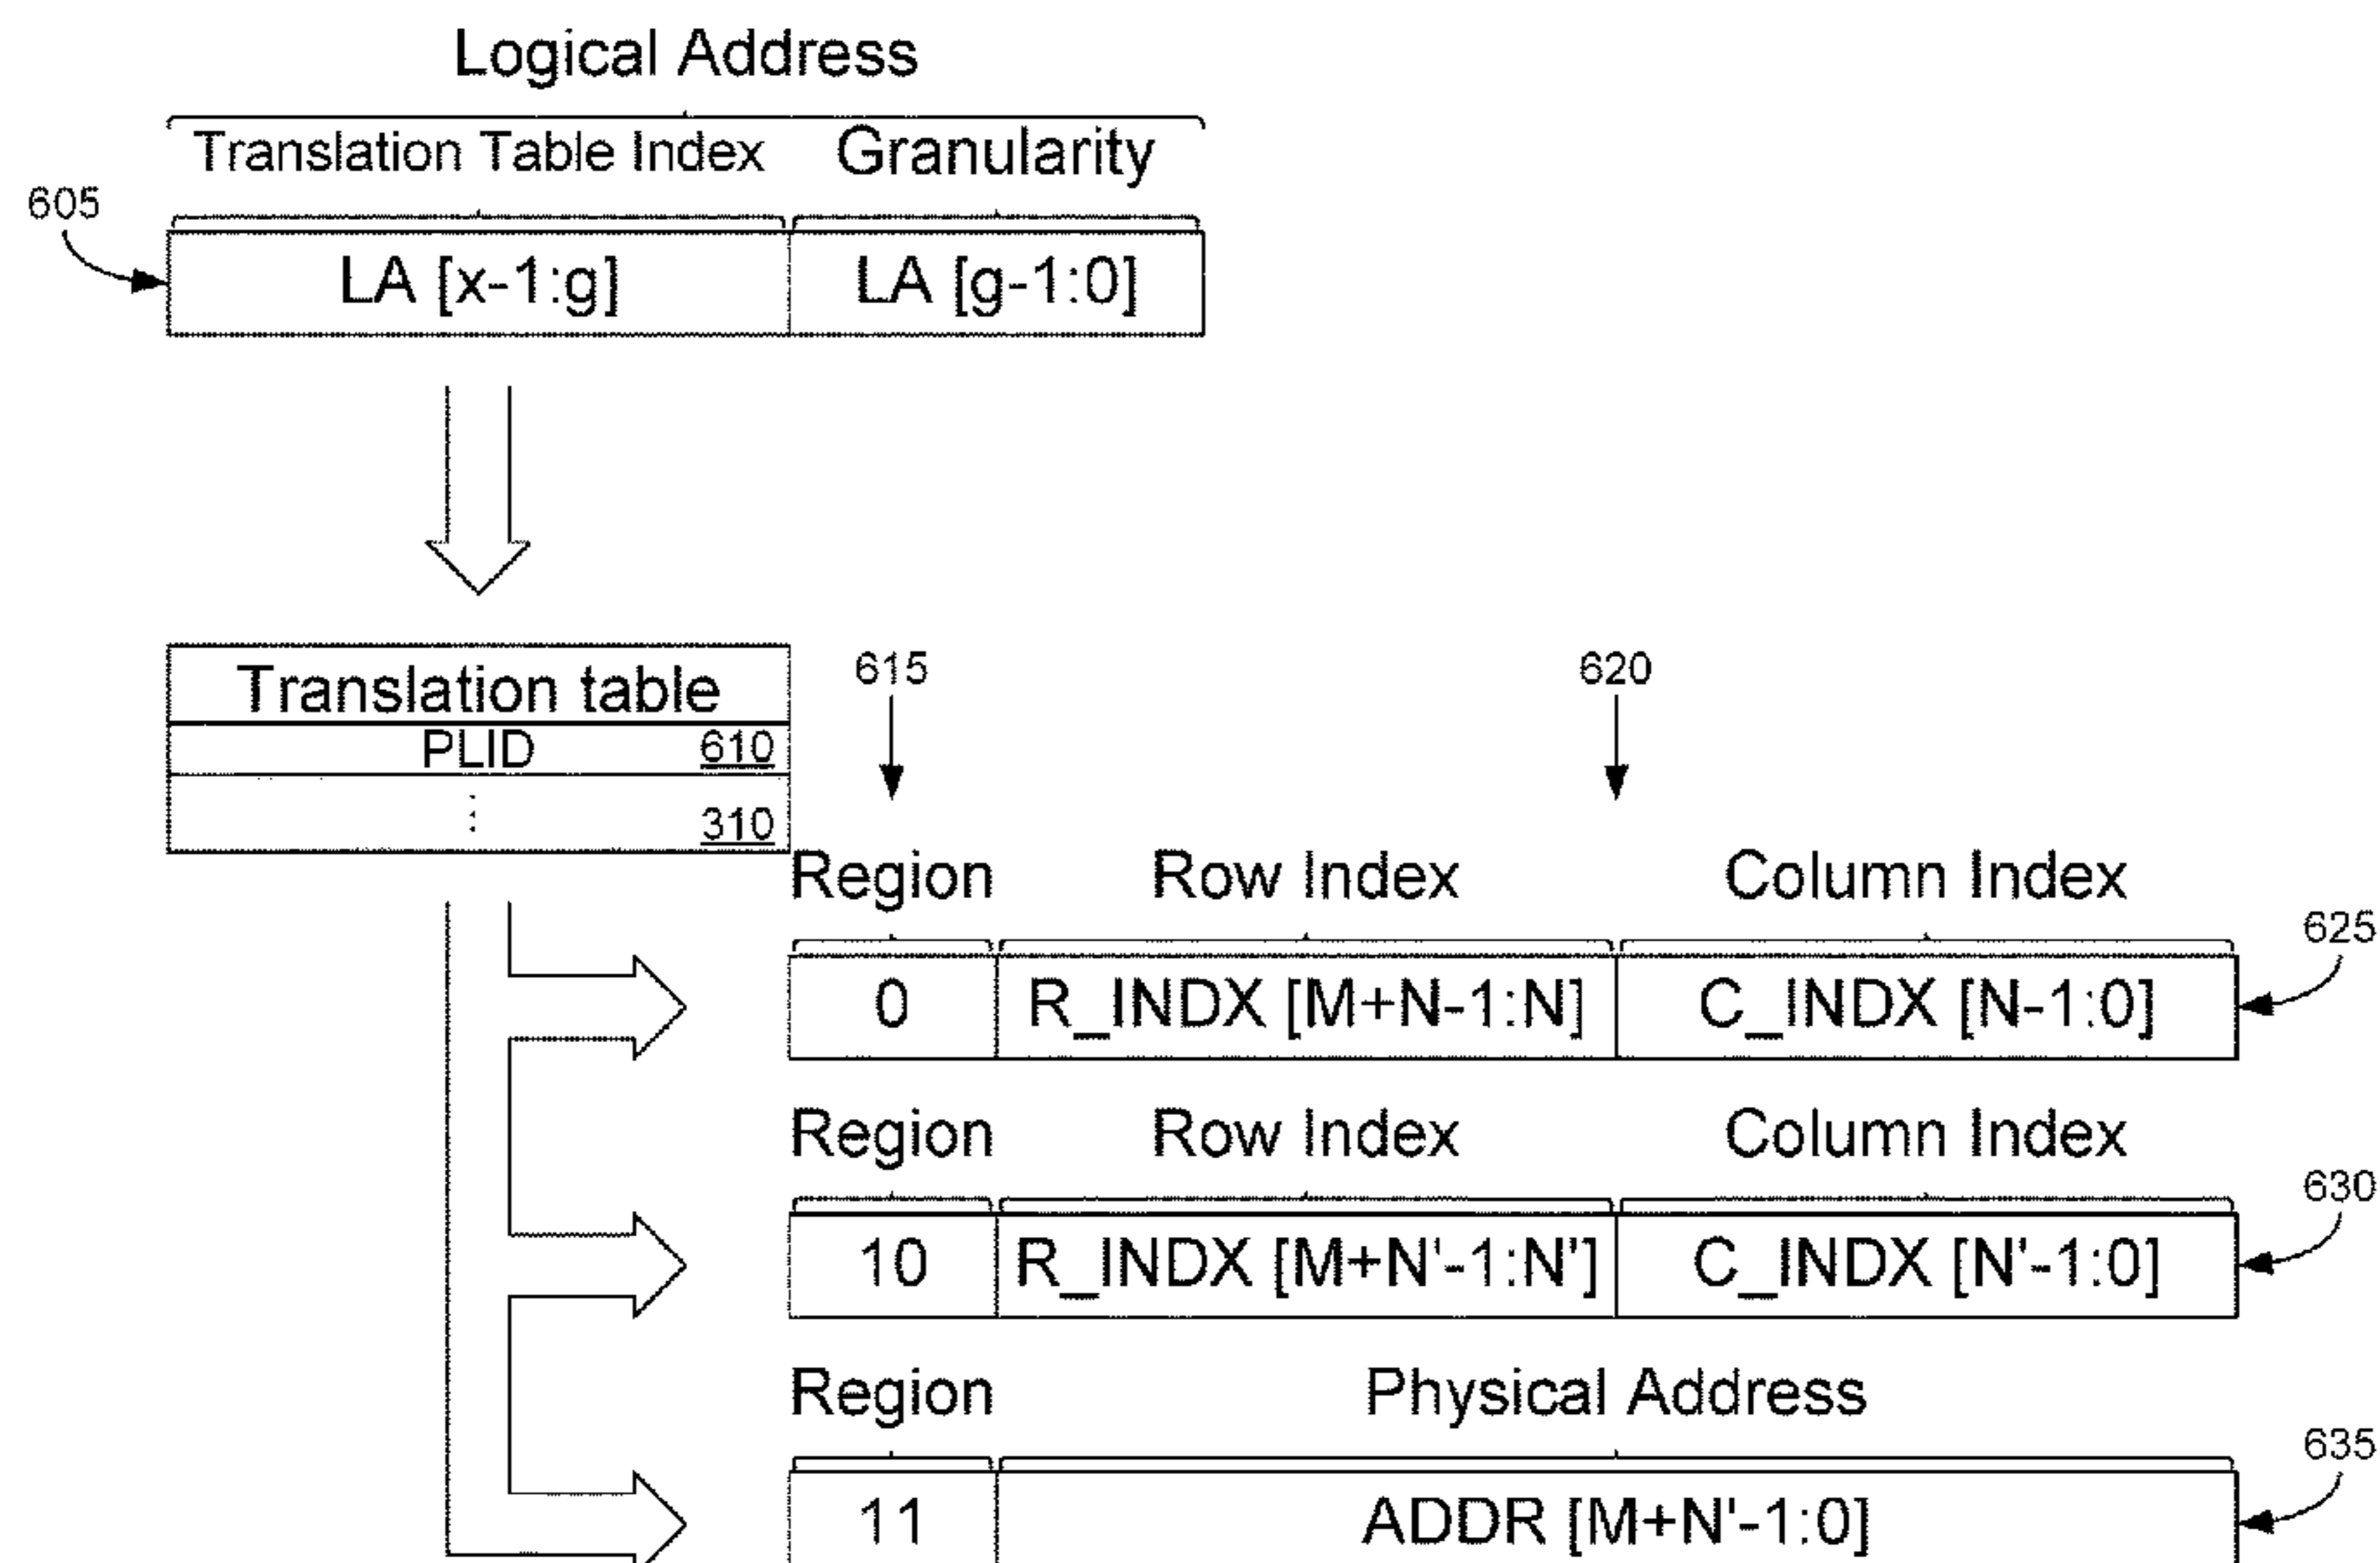 Logical Address
Translation Table Index Granularity
605
LA [x-1:g] LA [g-1:0]
Translation table
PLID 610
⋮ 310
615 620
Region Row Index Column Index
625
0 R_INDX [M+N-1:N] C_INDX [N-1:0]
Region Row Index Column Index
630
10 R_INDX [M+N'-1:N'] C_INDX [N'-1:0]
Region Physical Address
635
11 ADDR [M+N'-1:0]